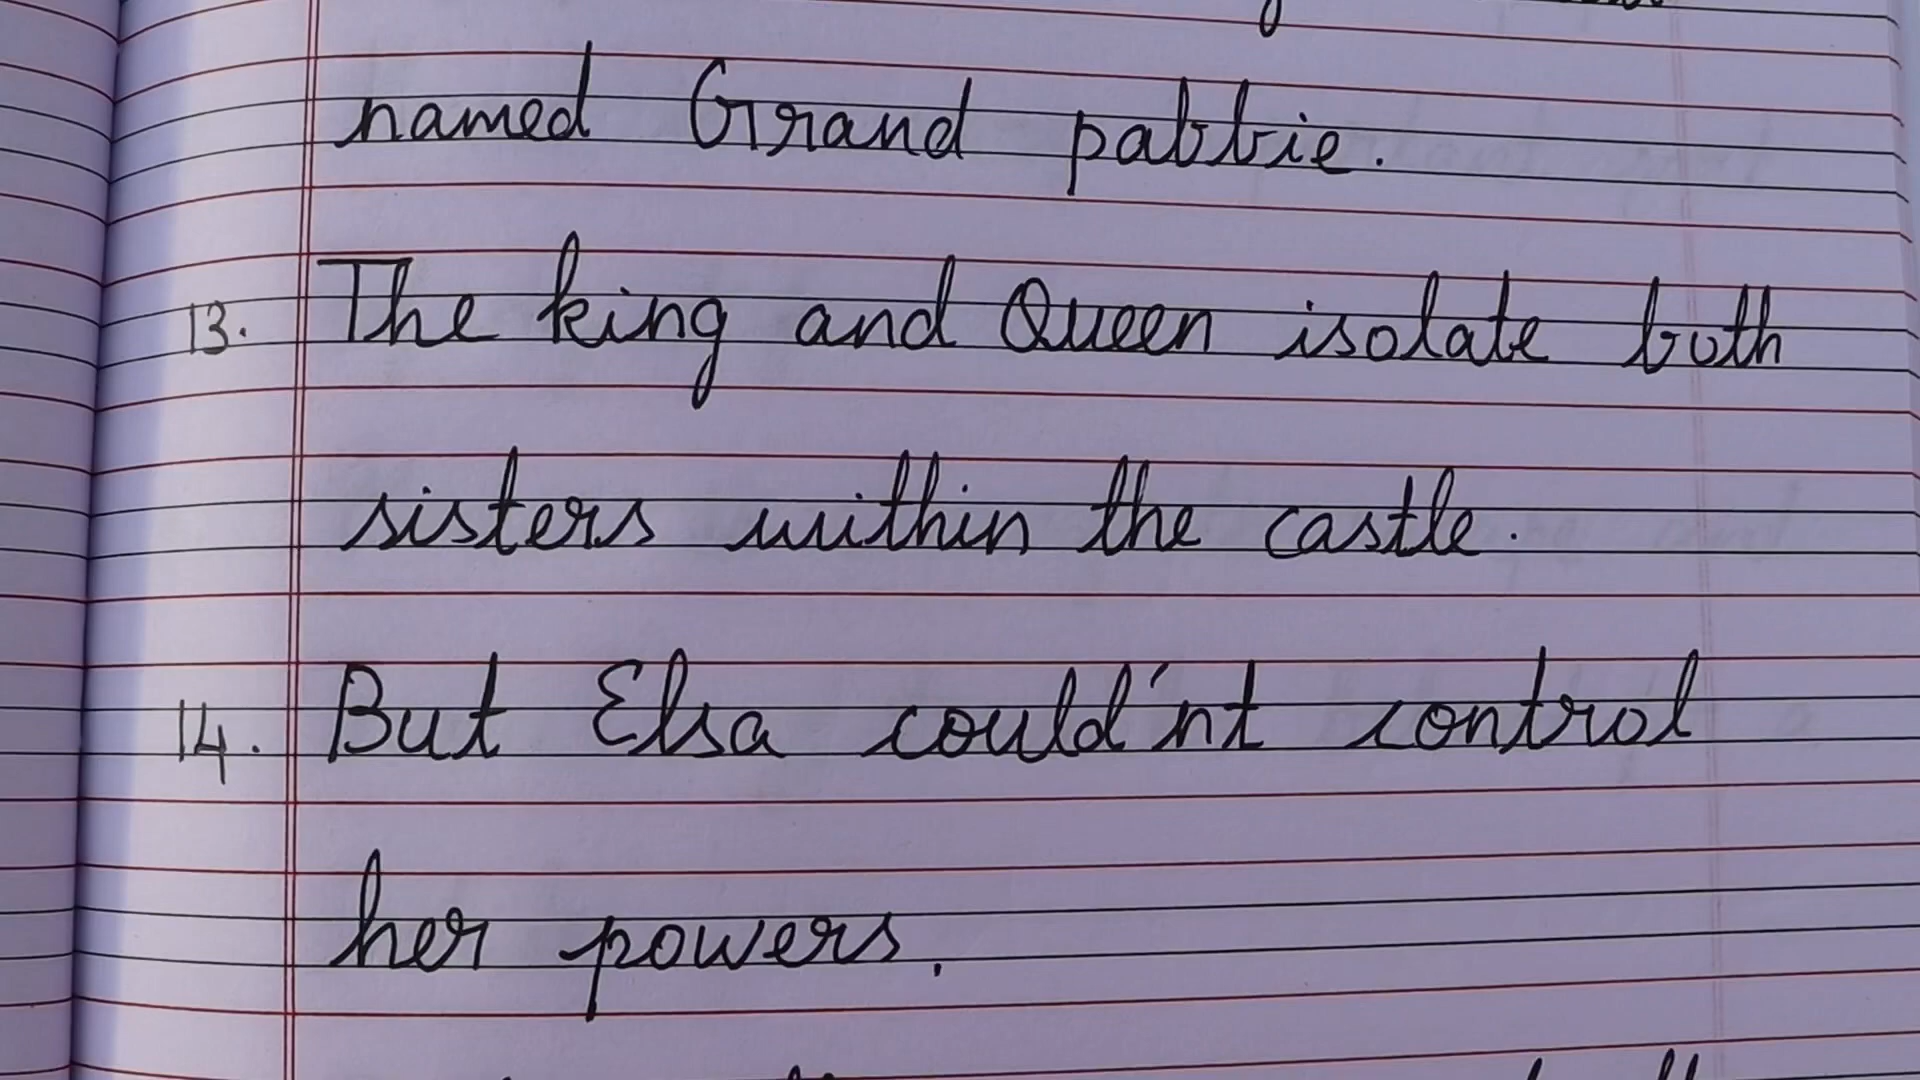 named Grand pabbie.
13. The king and Queen isolate both
sisters within the castle.
14. But Elsa could'nt control
her powers.